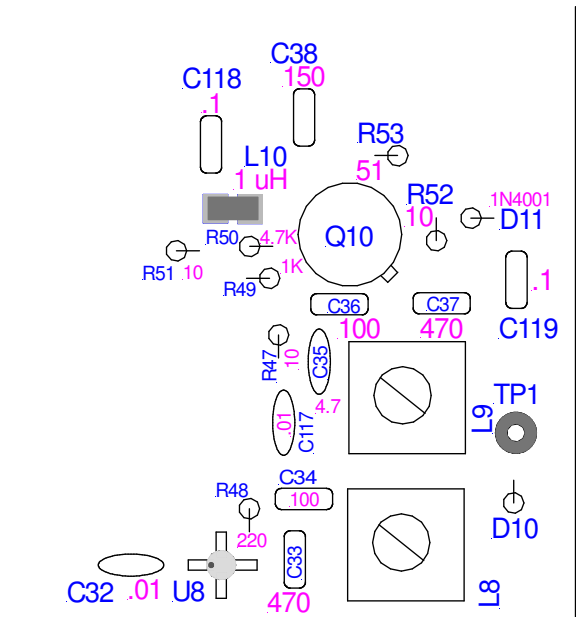 C38
150
C118
.1
R53
51
L10
1 uH
R52
10
1N4001
D11
R50
4.7K
Q10
R51
10
1K
R49
.1
C36
C37
100
470
C119
R47
10
C35
4.7
TP1
L9
.01
C117
C34
100
R48
220
D10
C33
470
C32
.01
U8
L8